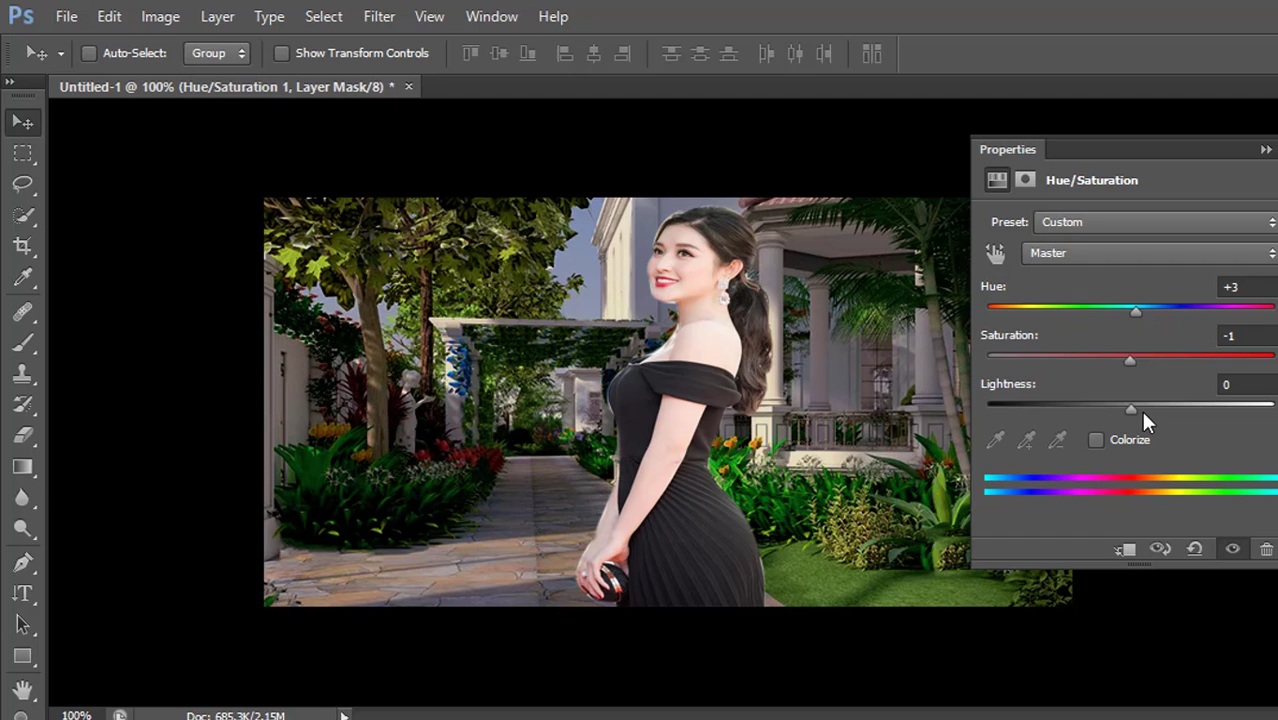 Ps File Edit Image Layer Type Select Filter View Window Help
Auto-Select: Group Show Transform Controls
Untitled-1 @ 100% (Hue/Saturation 1, Layer Mask/8) * ×
Properties
Hue/Saturation
Preset: Custom
Master
Hue: +3
Saturation: -1
Lightness: 0
Colorize
100% Doc: 685.3K/2.15M